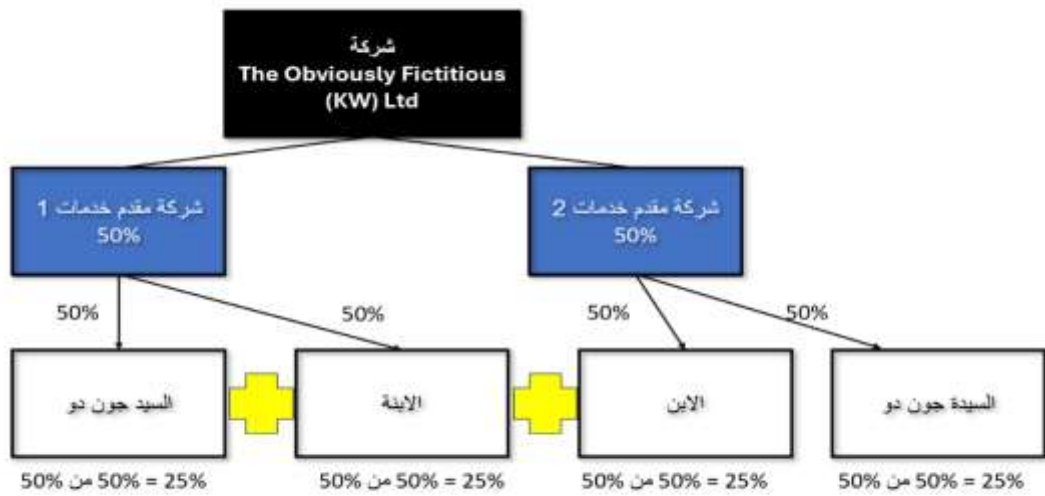 شركة
The Obviously Fictitious
(KW) Ltd
شركة مقدم خدمات 1
50%
شركة مقدم خدمات 2
50%
50%
50%
50%
50%
السيد جون دو
الابنة
الابن
السيدة جون دو
50% من 50% = 25%
50% من 50% = 25%
50% من 50% = 25%
50% من 50% = 25%